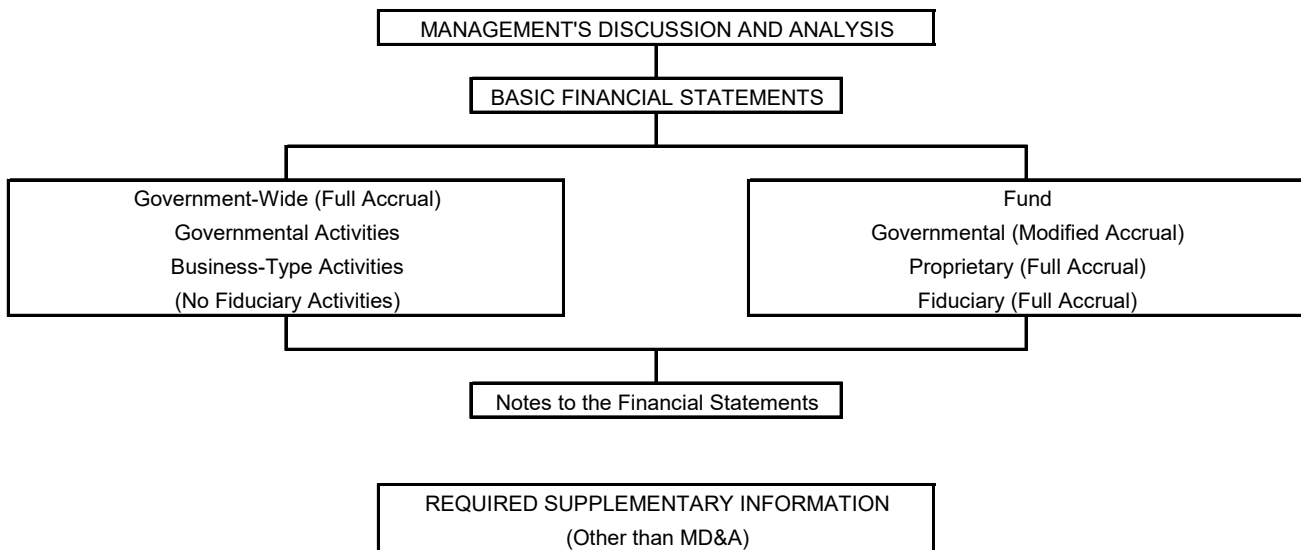 MANAGEMENT'S DISCUSSION AND ANALYSIS
BASIC FINANCIAL STATEMENTS
Government-Wide (Full Accrual)
Governmental Activities
Business-Type Activities
(No Fiduciary Activities)
Fund
Governmental (Modified Accrual)
Proprietary (Full Accrual)
Fiduciary (Full Accrual)
Notes to the Financial Statements
REQUIRED SUPPLEMENTARY INFORMATION
(Other than MD&A)